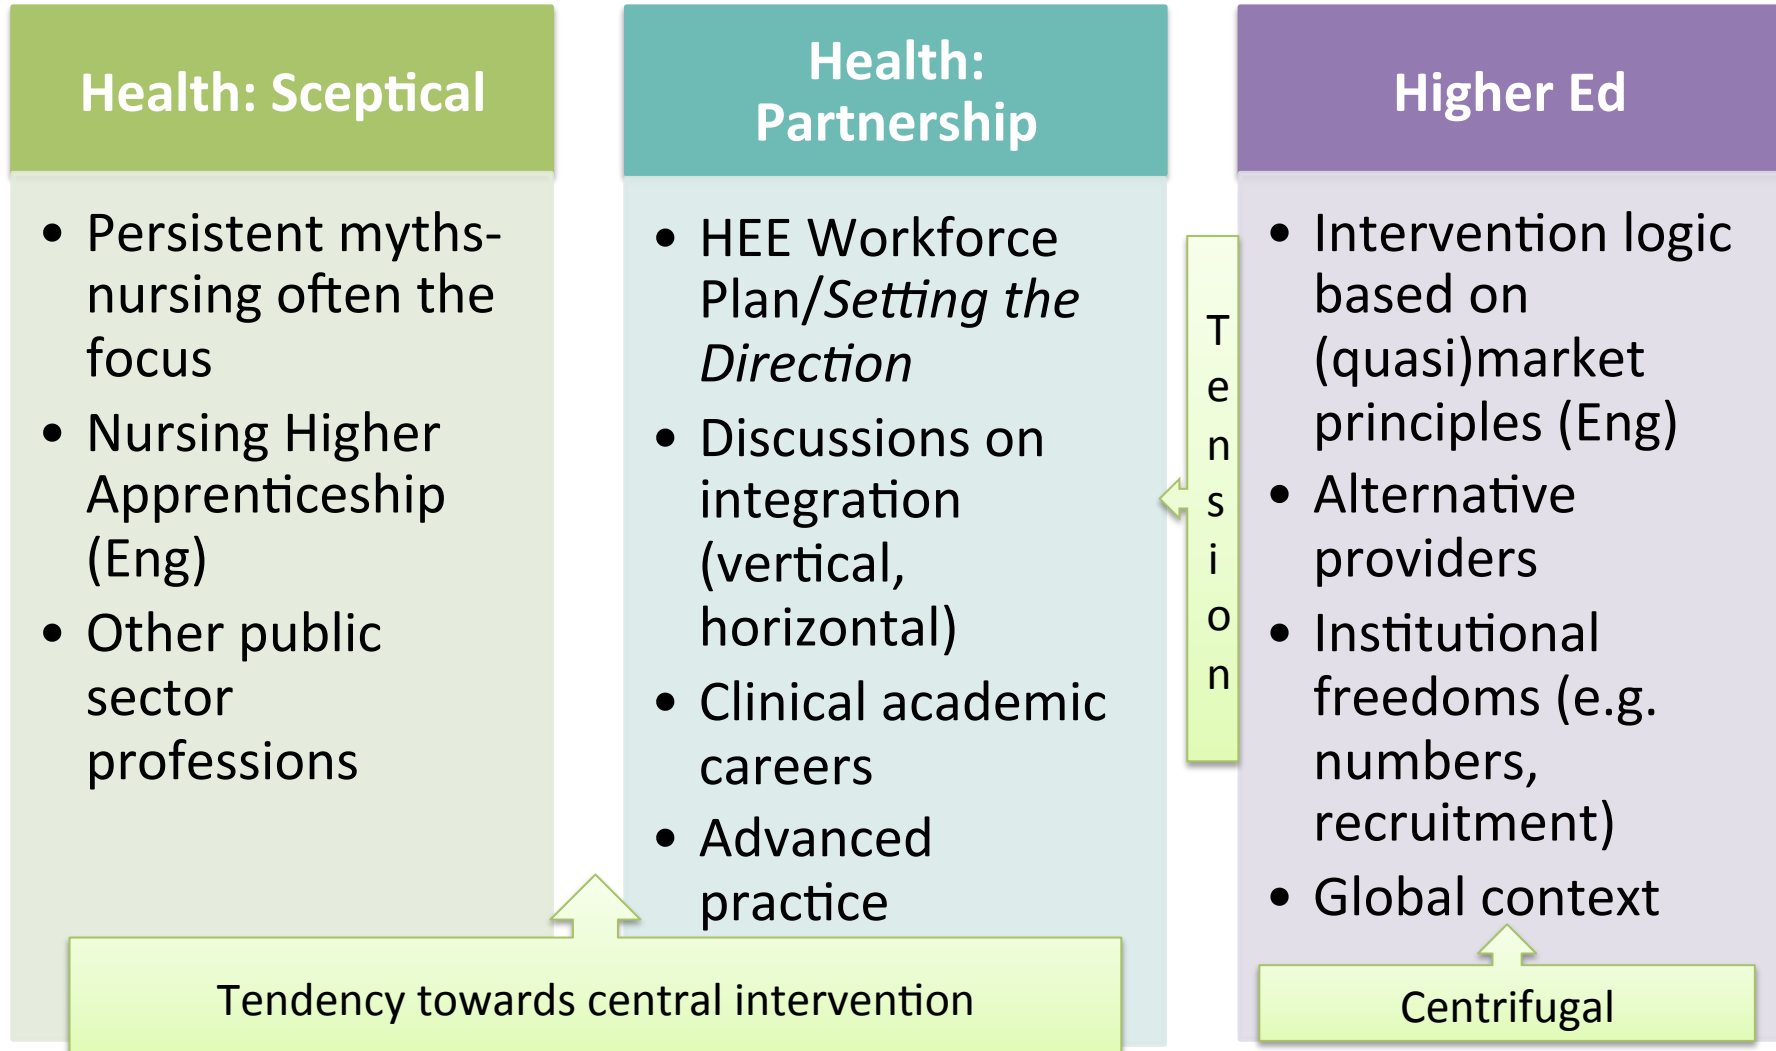 Health: Sceptical
• Persistent myths-
nursing often the
focus
• Nursing Higher
Apprenticeship
(Eng)
• Other public
sector
professions
Health:
Partnership
• HEE Workforce
Plan/Setting the
Direction
• Discussions on
integration
(vertical,
horizontal)
• Clinical academic
careers
• Advanced
practice
Tendency towards central intervention
Tension
Higher Ed
• Intervention logic
based on
(quasi)market
principles (Eng)
• Alternative
providers
• Institutional
freedoms (e.g.
numbers,
recruitment)
• Global context
Centrifugal